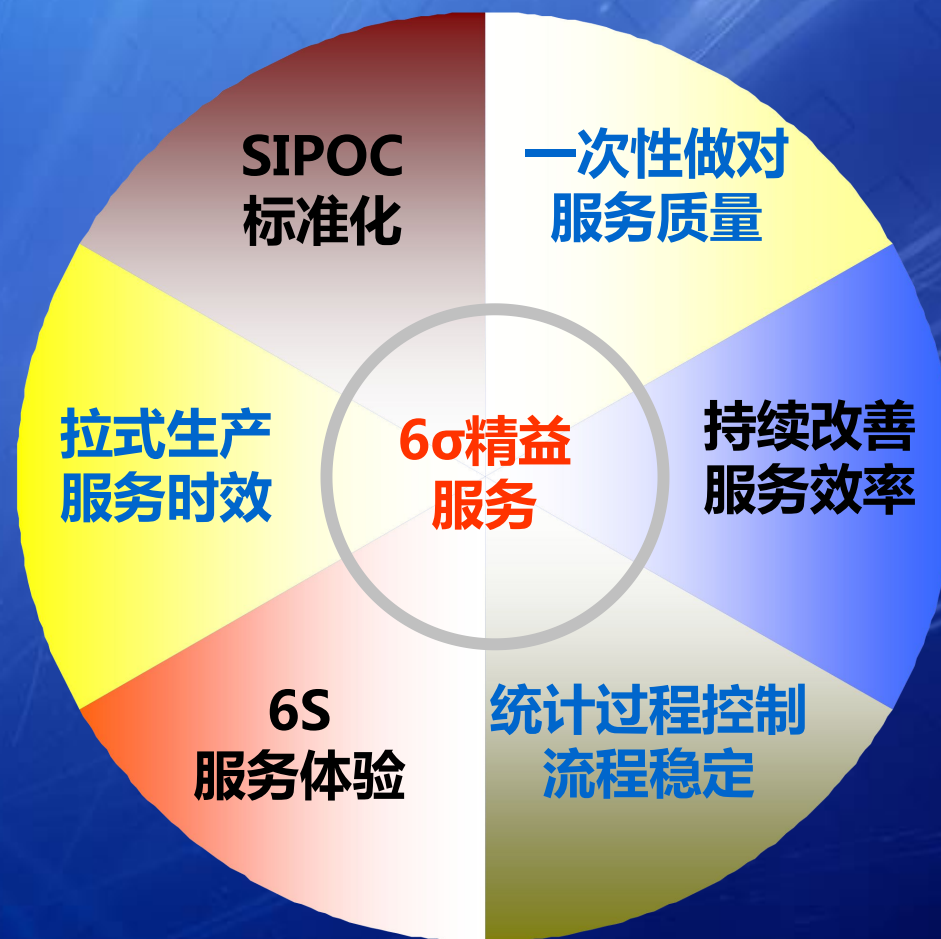 SIPOC
标准化
一次性做对
服务质量
拉式生产
服务时效
6σ精益
服务
持续改善
服务效率
6S
服务体验
统计过程控制
流程稳定